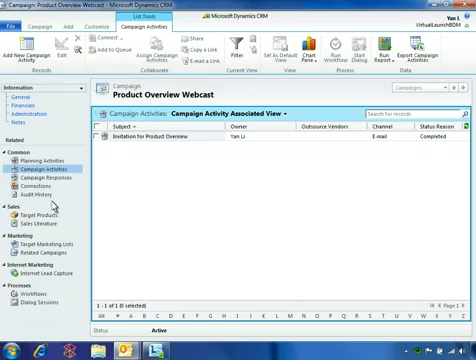 Campaign: Product Overview Webcast
List Tools
Microsoft Dynamics CRM
Yan L
VirtualLaunchBDM
File
Campaign
Add
Customize
Campaign Activities
Add New Campaign Activity
Edit
Connect
Add to Queue
Assign Campaign Activities
Share
Copy a Link
E-mail a Link
Filter
Set As Default View
Chart Pane
Run Workflow
Start Dialog
Run Report
Export Campaign Activities
Records
Collaborate
Current View
View
Process
Data
Information
General
Financials
Administration
Notes
Related
Common
Planning Activities
Campaign Activities
Campaign Responses
Connections
Audit History
Sales
Target Products
Sales Literature
Marketing
Target Marketing Lists
Related Campaigns
Internet Marketing
Internet Lead Capture
Processes
Workflows
Dialog Sessions
Campaign
Product Overview Webcast
Campaigns
Campaign Activities: Campaign Activity Associated View
Search for records
Subject
Owner
Outsource Vendors
Channel
Status Reason
Invitation for Product Overview
Yan Li
E-mail
Completed
1 - 1 of 1 (0 selected)
Page 1
All # A B C D E F G H I J K L M N O P Q R S T U V W X Y Z
Status
Active